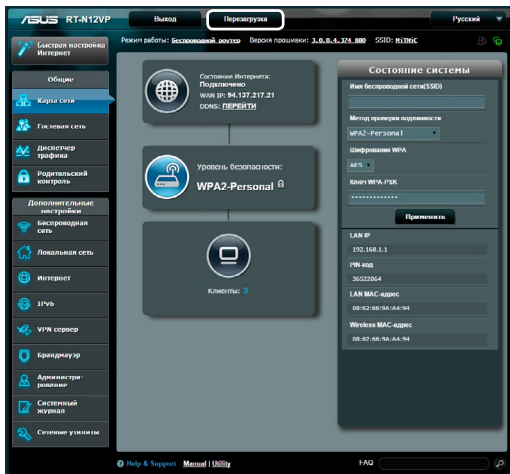 ASUS RT-N12VP
Выход
Перезагрузка
Русский
Режим работы: Беспроводной роутер Версия прошивки: 3.0.0.4.374_880 SSID: NiTNiC
Быстрая настройка
Интернет
Общие
Карта сети
Гостевая сеть
Диспетчер
трафика
Родительский
контроль
Дополнительные
настройки
Беспроводная
сеть
Локальная сеть
Интернет
IPv6
VPN сервер
Брандмауэр
Администри-
рование
Системный
журнал
Сетевые утилиты
Состояние Интернета:
Подключено
WAN IP: 94.137.217.21
DDNS: ПЕРЕЙТИ
Уровень безопасности:
WPA2-Personal
Клиенты: 3
Состояние системы
Имя беспроводной сети(SSID)
Метод проверки подлинности
WPA2-Personal
Шифрование WPA
AES
Ключ WPA-PSK
•••••••••••••
Применить
LAN IP
192.168.1.1
PIN-код
36522064
LAN MAC-адрес
08:62:66:9A:A4:94
Wireless MAC-адрес
08:62:66:9A:A4:94
Help & Support Manual | Utility
FAQ